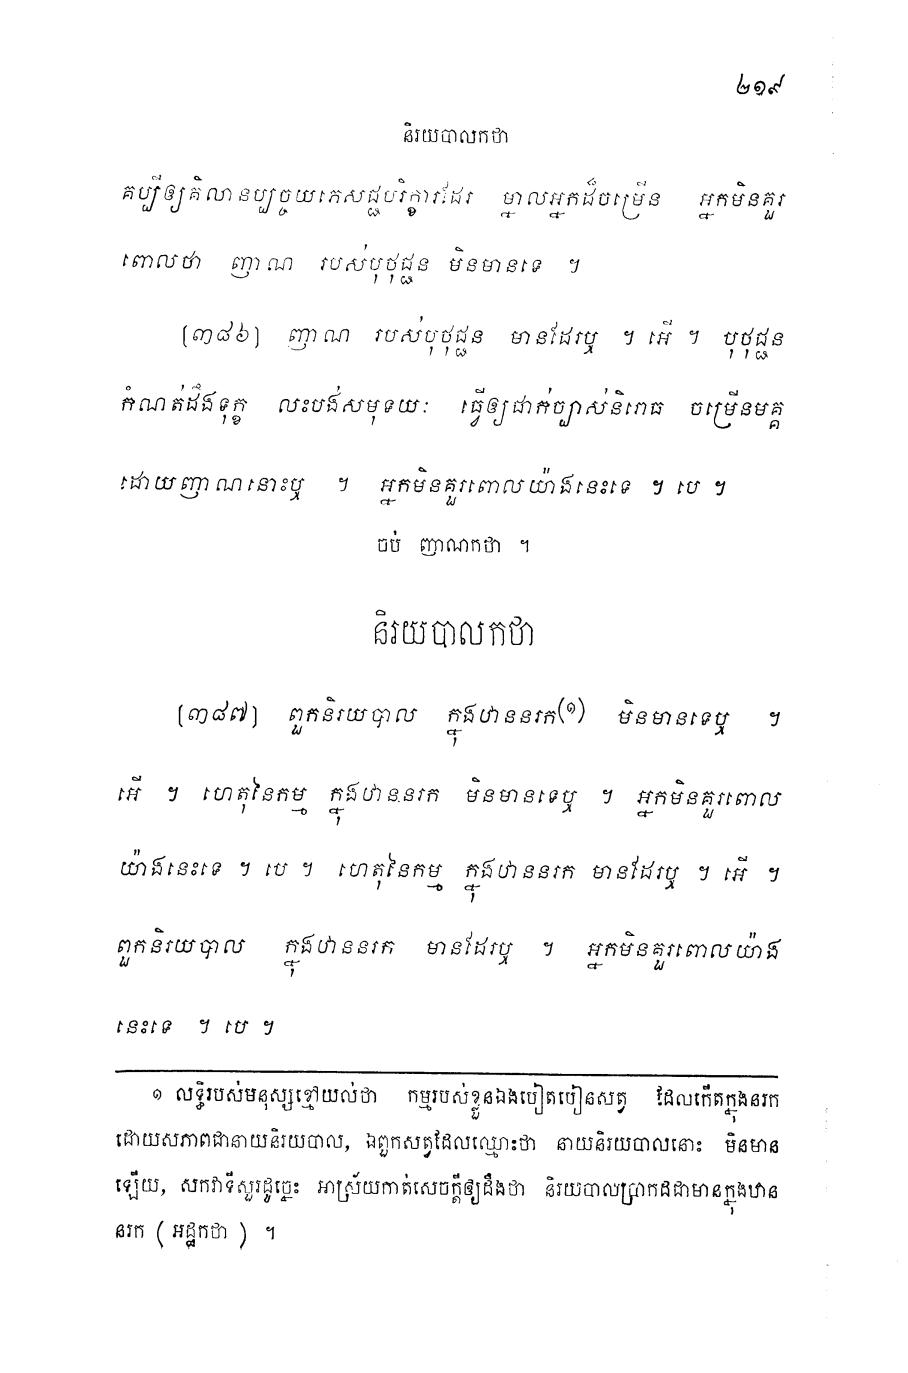 ២១៩
និរយបាលកថា
គប្បីឲ្យគិលានប្បច្ចយភេសជ្ជបរិក្ខារដែរ ម្នាលអ្នកដ៏ចម្រើន អ្នកមិនគួរ
ពោលថា ញាណ របស់បុថុជ្ជន មិនមានទេ ។
[៣៨៦] ញាណ របស់បុថុជ្ជន មានដែរឬ ។ អើ ។ បុថុជ្ជន
កំណត់ដឹងទុក្ខ លះបង់សមុទយៈ ធ្វើឲ្យជាក់ច្បាស់និរោធ ចម្រើនមគ្គ
ដោយញាណនោះឬ ។ អ្នកមិនគួរពោលយ៉ាងនេះទេ ។ បេ ។
ចប់ ញាណកថា ។
និរយបាលកថា
[៣៨៧] ពួកនិរយបាល ក្នុងឋាននរក(១) មិនមានទេឬ ។
អើ ។ ហេតុនៃកម្ម ក្នុងឋាននរក មិនមានទេឬ ។ អ្នកមិនគួរពោល
យ៉ាងនេះទេ ។ បេ ។ ហេតុនៃកម្ម ក្នុងឋាននរក មានដែរឬ ។ អើ ។
ពួកនិរយបាល ក្នុងឋាននរក មានដែរឬ ។ អ្នកមិនគួរពោលយ៉ាង
នេះទេ ។ បេ ។
១ លទ្ធិរបស់មនុស្សខ្មៅយល់ថា កម្មរបស់ខ្លួនឯងបៀតបៀនសត្វ ដែលកើតក្នុងនរក
ដោយសភាពជានាយនិរយបាល, ឯពួកសត្វដែលឈ្មោះថា នាយនិរយបាលនោះ មិនមាន
ឡើយ, សកវាទីសួរដូច្នេះ អាស្រ័យកាត់សេចក្តីឲ្យដឹងថា និរយបាលប្រាកដជាមានក្នុងឋាន
នរក ( អដ្ឋកថា ) ។